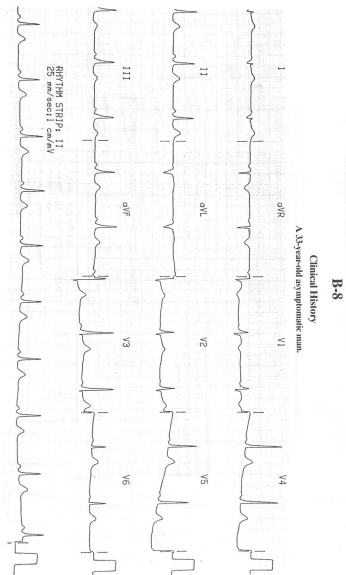 B-8
Clinical History
A 33-year-old asymptomatic man.
I aVR V1 V4
II aVL V2 V5
III aVF V3 V6
RHYTHM STRIP: II
25 mm/sec; 1 cm/mV